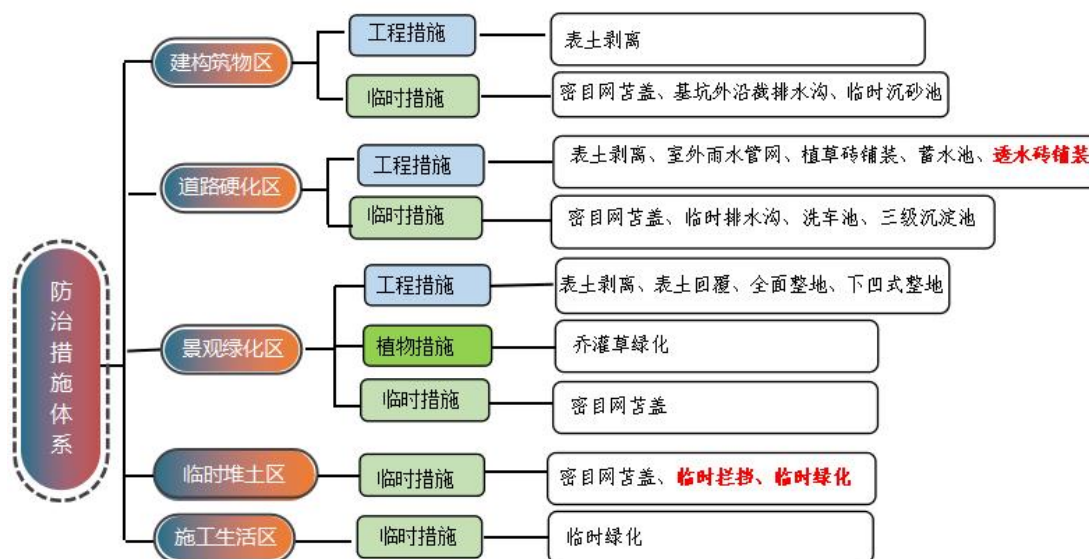 防治措施体系
建构筑物区
工程措施
表土剥离
临时措施
密目网苫盖、基坑外沿截排水沟、临时沉砂池
道路硬化区
工程措施
表土剥离、室外雨水管网、植草砖铺装、蓄水池、透水砖铺装
临时措施
密目网苫盖、临时排水沟、洗车池、三级沉淀池
景观绿化区
工程措施
表土剥离、表土回覆、全面整地、下凹式整地
植物措施
乔灌草绿化
临时措施
密目网苫盖
临时堆土区
临时措施
密目网苫盖、临时拦挡、临时绿化
施工生活区
临时措施
临时绿化